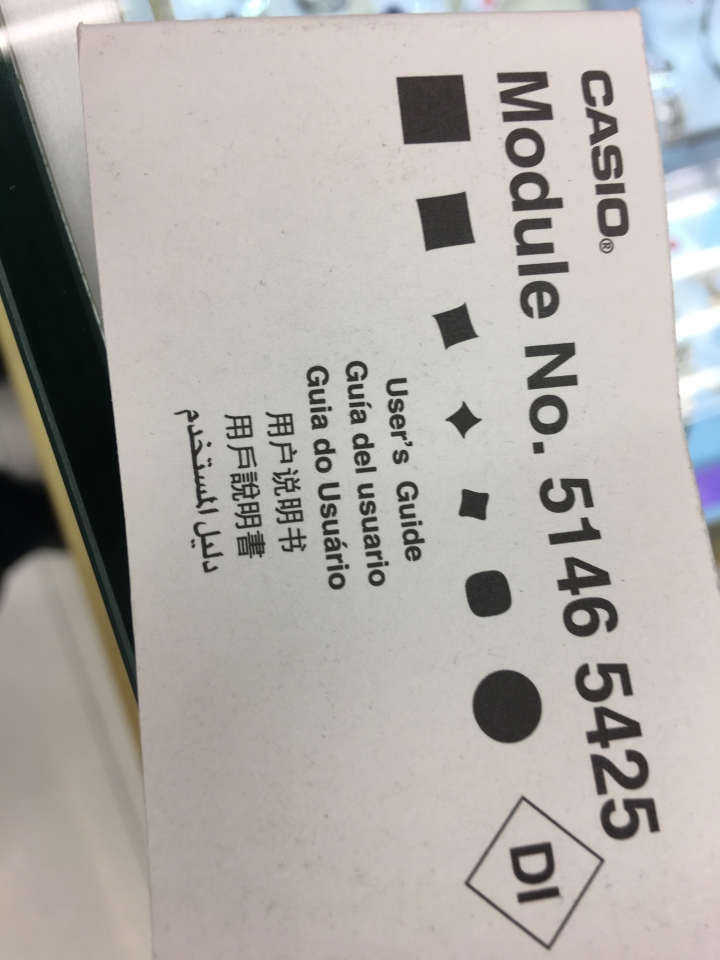 CASIO®
Module No. 5146 5425
DI
User's Guide
Guía del usuario
Guia do Usuário
用户说明书
用戶說明書
دليل المستخدم